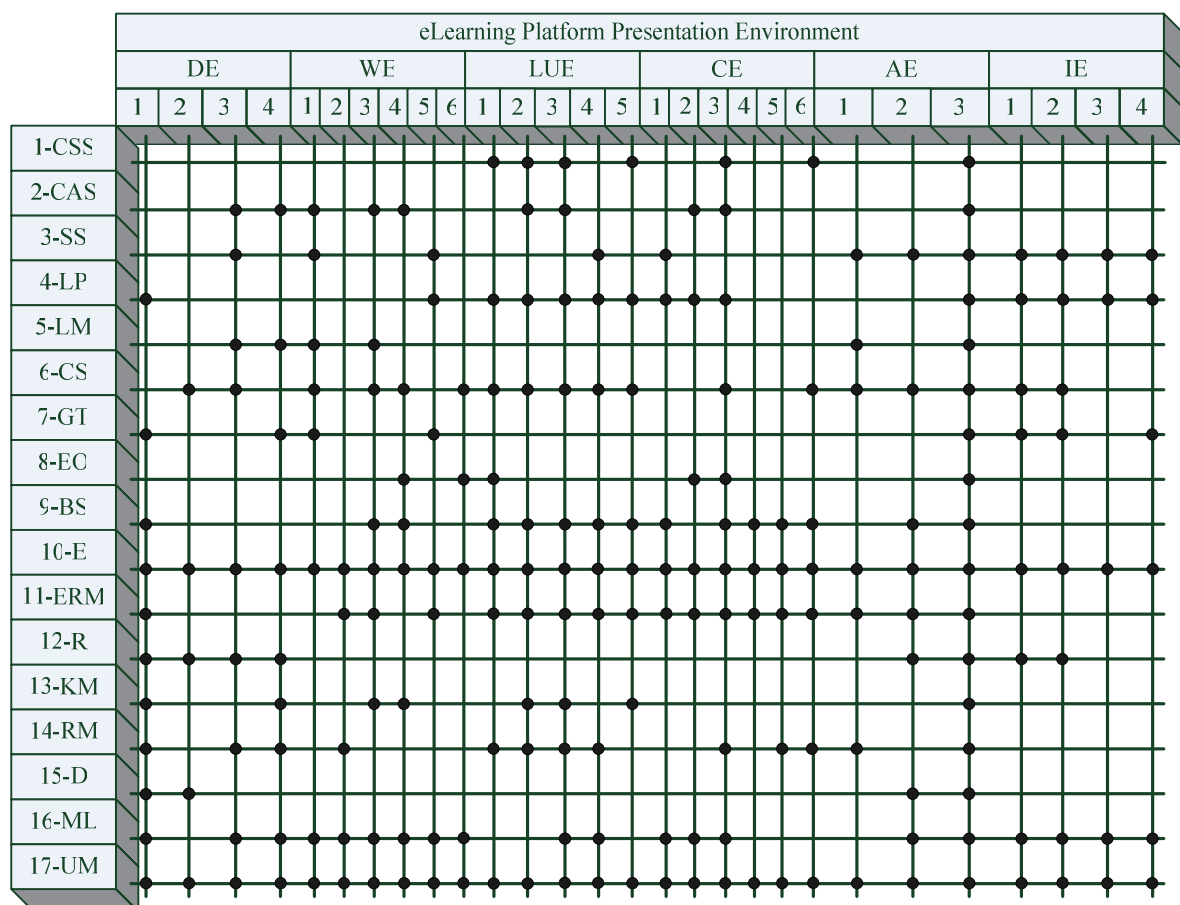 eLearning Platform Presentation Environment
DE WE LUE CE AE IE
1 2 3 4 1 2 3 4 5 6 1 2 3 4 5 1 2 3 4 5 6 1 2 3 1 2 3 4
1-CSS
2-CAS
3-SS
4-LP
5-LM
6-CS
7-GT
8-EO
9-BS
10-E
11-ERM
12-R
13-KM
14-RM
15-D
16-ML
17-UM